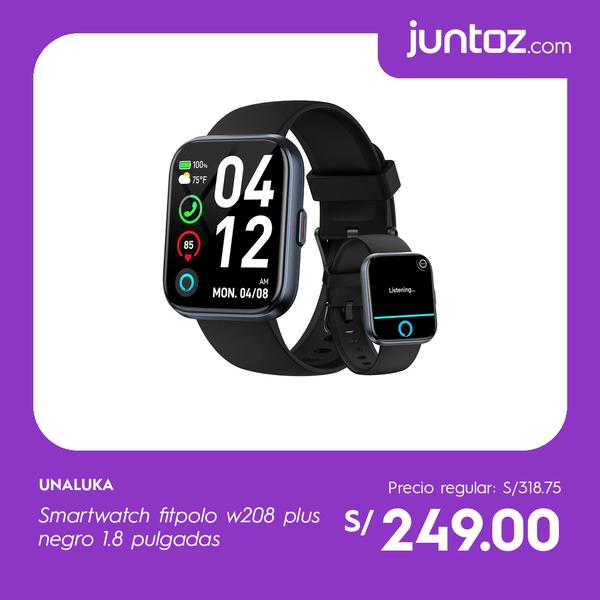 juntoz.com
100%
75°F
04
12
85
AM
MON. 04/08
Listening...
UNALUKA
Smartwatch fitpolo w208 plus
negro 1.8 pulgadas
Precio regular: S/318.75
S/249.00